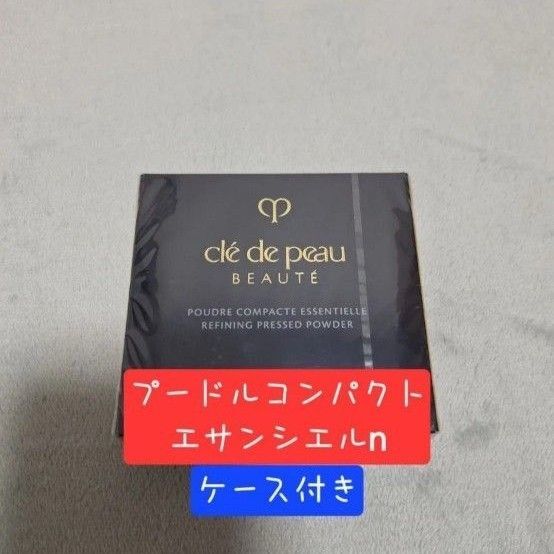 clé de peau
BEAUTÉ
POUDRE COMPACTE ESSENTIELLE
REFINING PRESSED POWDER
プードルコンパクト
エサンシエルn
ケース付き